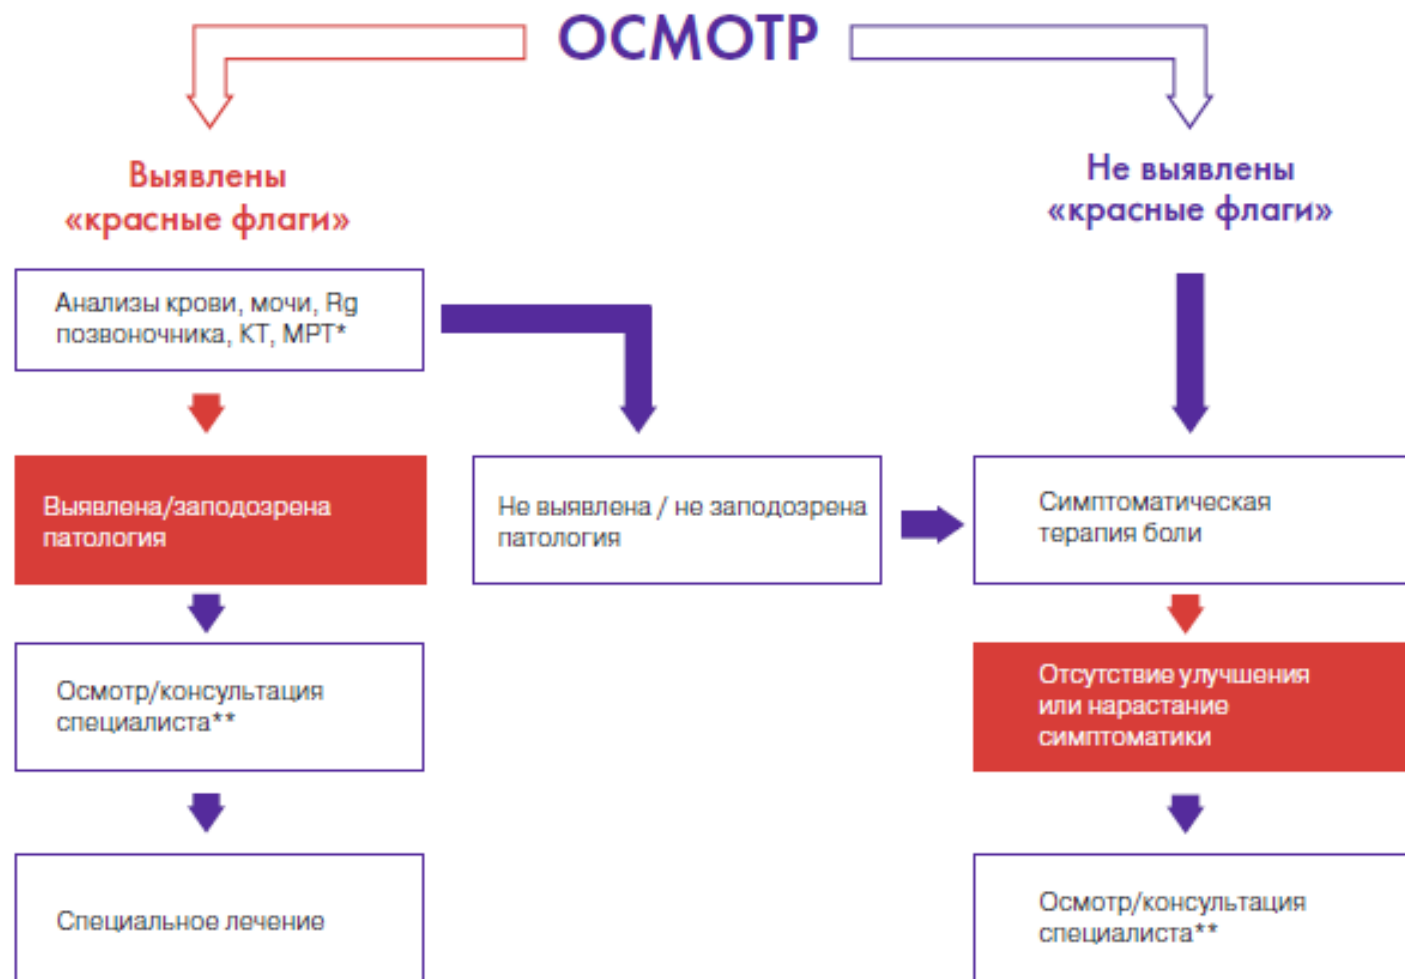 ОСМОТР
Выявлены
«красные флаги»
Не выявлены
«красные флаги»
Анализы крови, мочи, Rg
позвоночника, КТ, МРТ*
Выявлена/заподозрена
патология
Не выявлена / не заподозрена
патология
Симптоматическая
терапия боли
Осмотр/консультация
специалиста**
Отсутствие улучшения
или нарастание
симптоматики
Специальное лечение
Осмотр/консультация
специалиста**